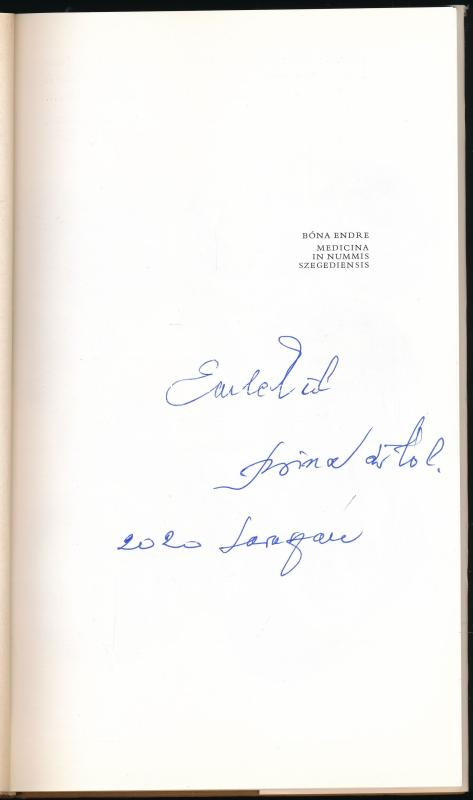 BÓNA ENDRE
MEDICINA
IN NUMMIS
SZEGEDIENSIS
Emlékül
2020